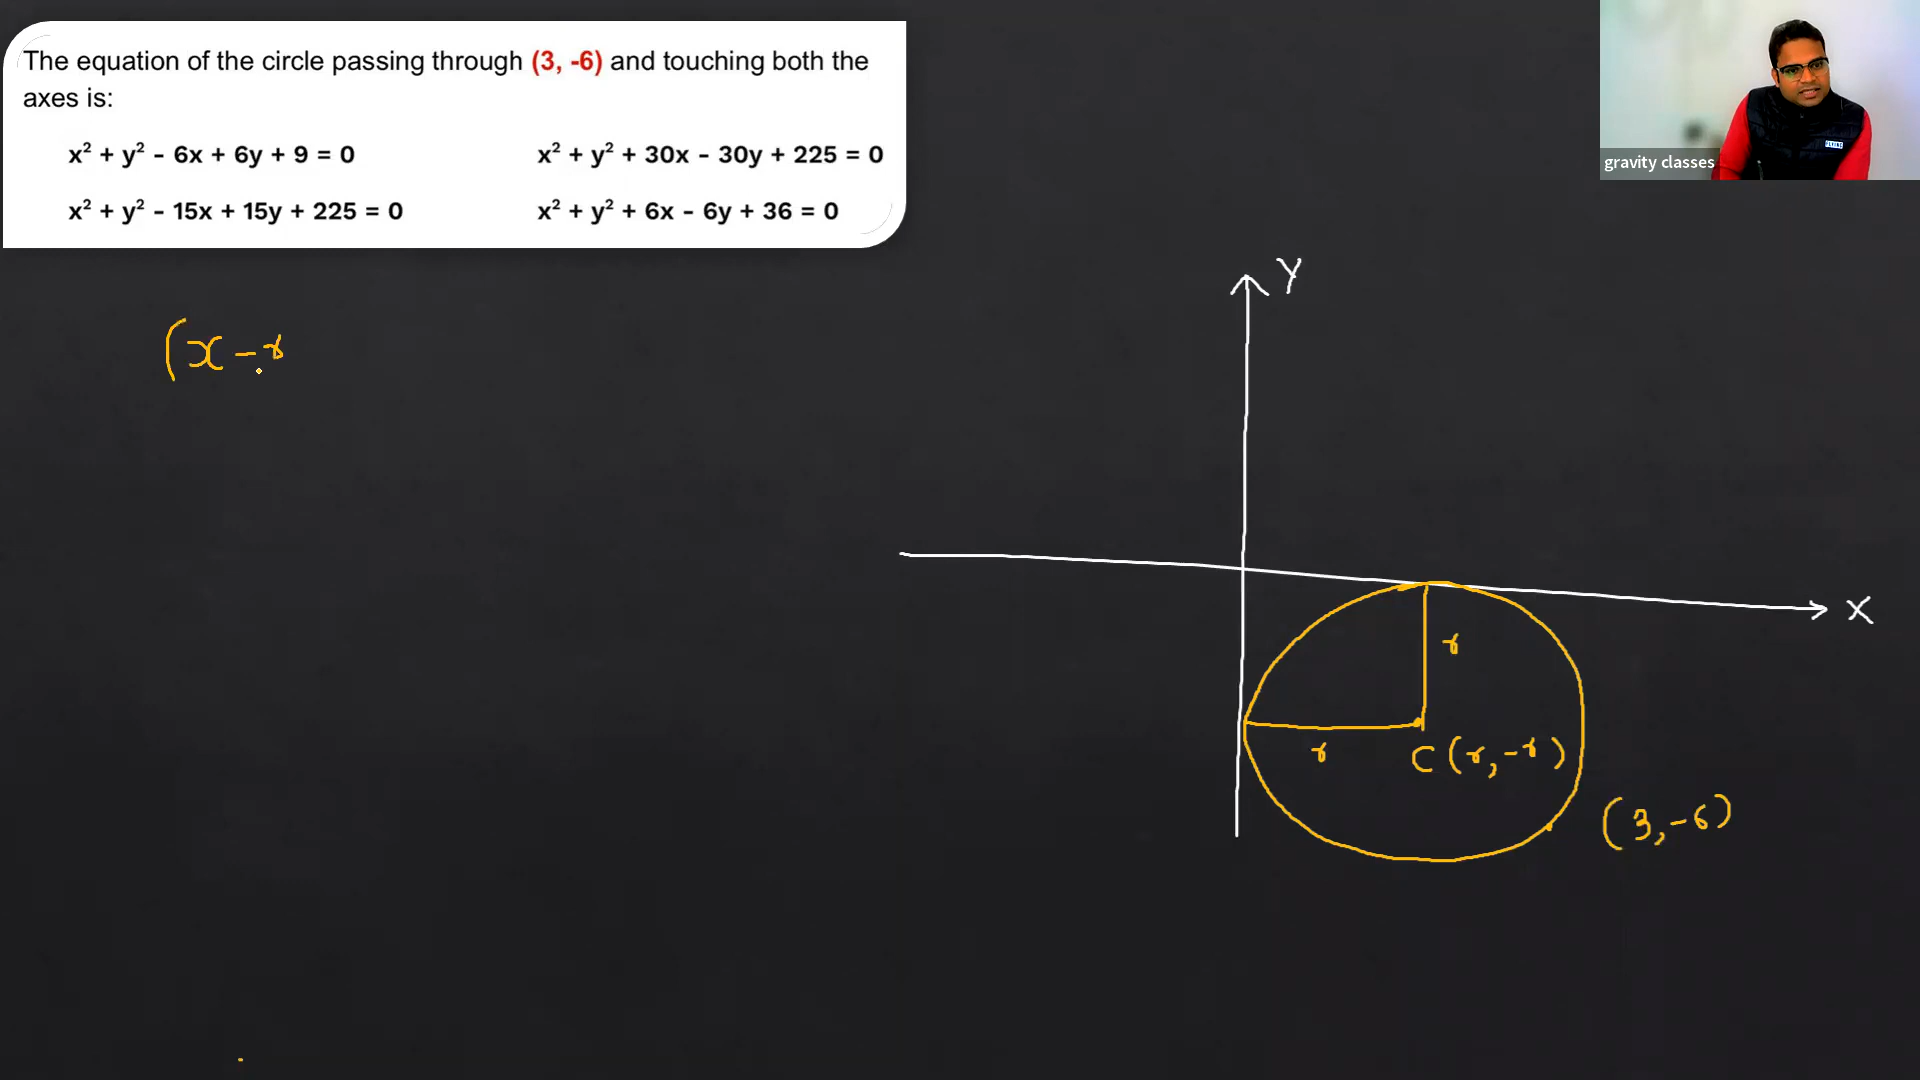 The equation of the circle passing through (3, -6) and touching both the
axes is:
x² + y² - 6x + 6y + 9 = 0
x² + y² + 30x - 30y + 225 = 0
x² + y² - 15x + 15y + 225 = 0
x² + y² + 6x - 6y + 36 = 0
gravity classes
Y
(x - r
X
r
r
C (r, -r)
(3, -6)